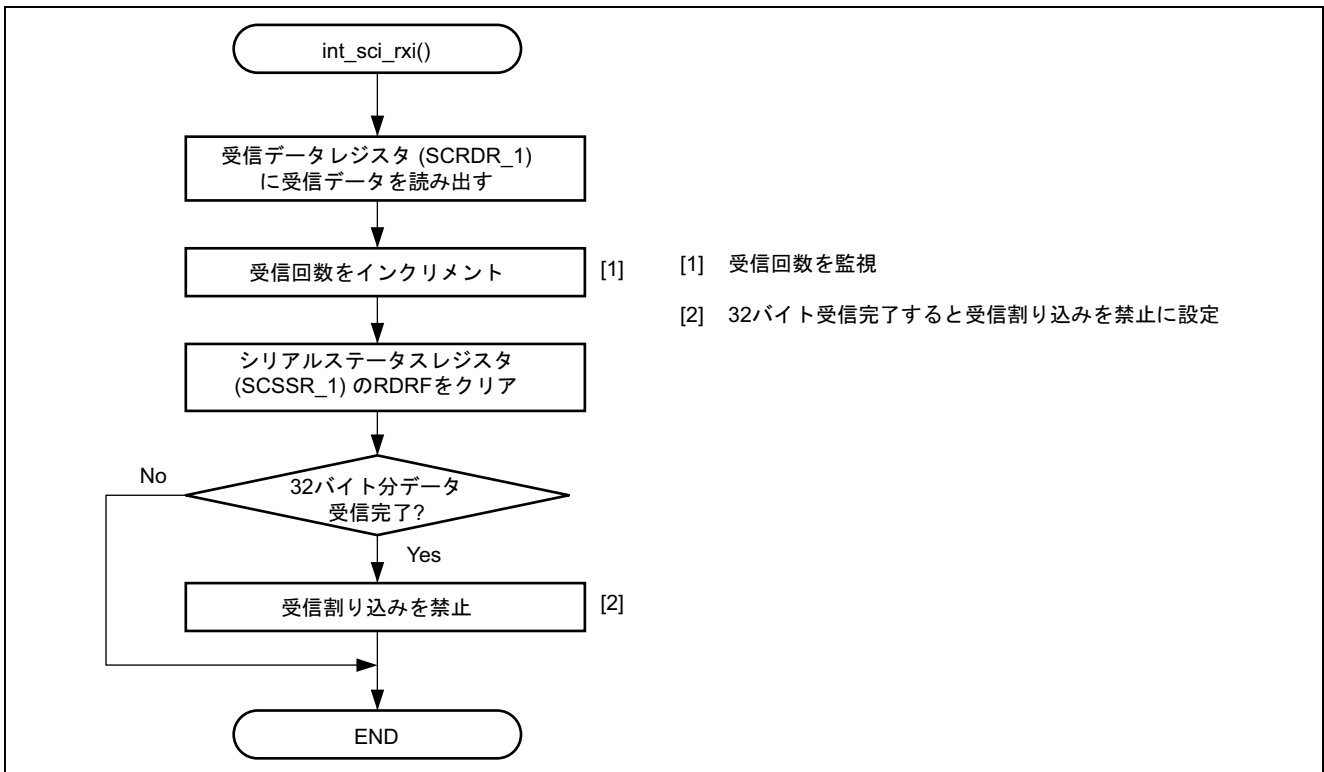 int_sci_rxi()
受信データレジスタ (SCRDR_1)
に受信データを読み出す
受信回数をインクリメント
[1]
[1] 受信回数を監視
[2] 32バイト受信完了すると受信割り込みを禁止に設定
シリアルステータスレジスタ
(SCSSR_1) のRDRFをクリア
No
32バイト分データ
受信完了?
Yes
受信割り込みを禁止
[2]
END